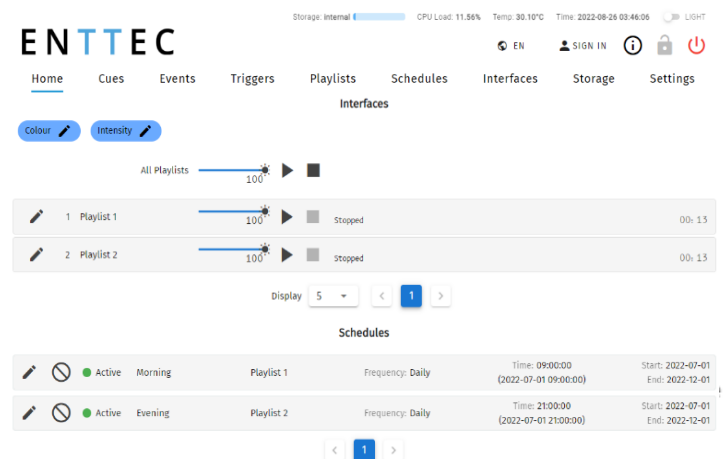 Storage: Internal CPU Load: 11.56% Temp: 30.10°C Time: 2022-08-26 03:46:06 LIGHT
ENTTEC
EN SIGN IN
Home Cues Events Triggers Playlists Schedules Interfaces Storage Settings
Interfaces
Colour Intensity
All Playlists 100
1 Playlist 1 100 Stopped 00: 13
2 Playlist 2 100 Stopped 00: 13
Display 5 < 1 >
Schedules
Active Morning Playlist 1 Frequency: Daily Time: 09:00:00 Start: 2022-07-01
(2022-07-01 09:00:00) End: 2022-12-01
Active Evening Playlist 2 Frequency: Daily Time: 21:00:00 Start: 2022-07-01
(2022-07-01 21:00:00) End: 2022-12-01
< 1 >